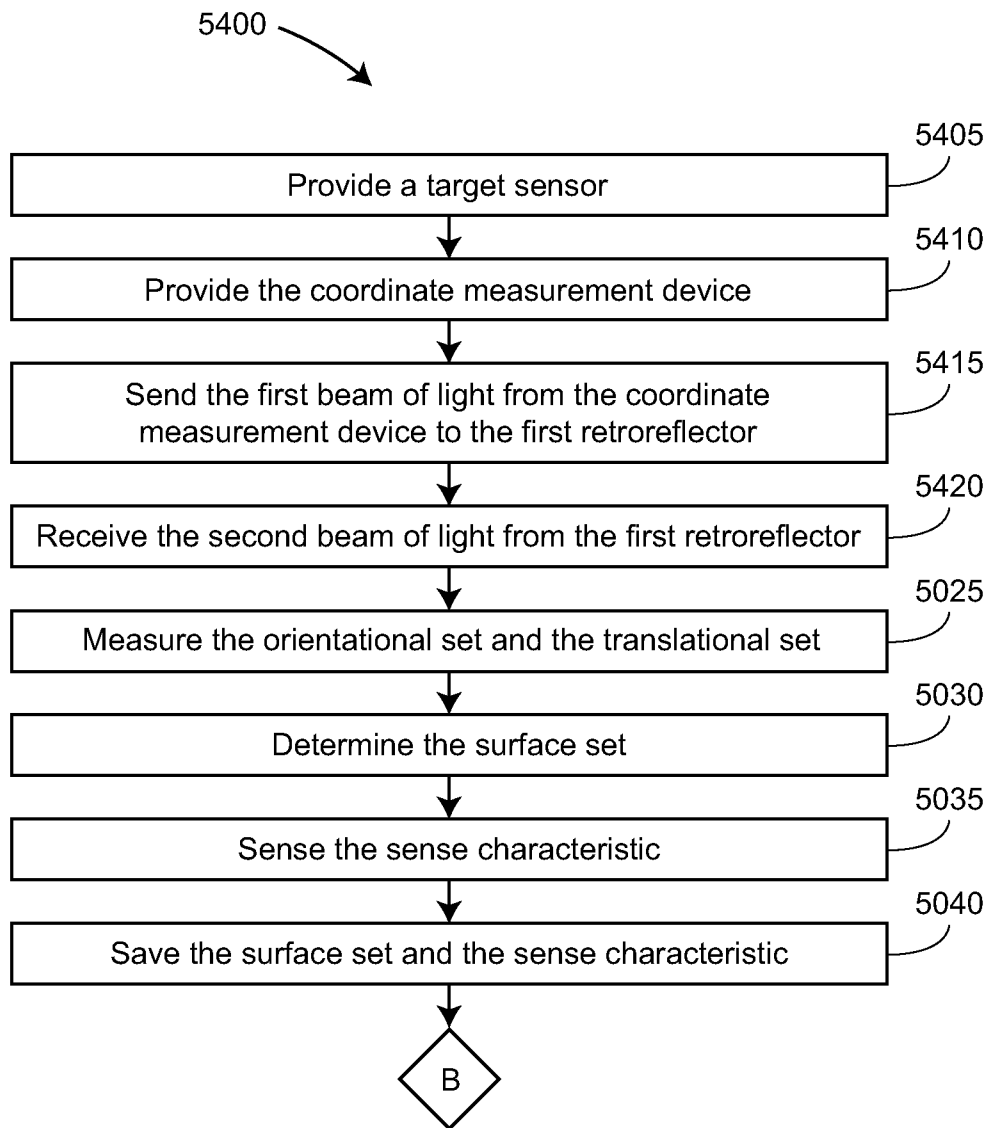 5400
5405
Provide a target sensor
5410
Provide the coordinate measurement device
5415
Send the first beam of light from the coordinate
measurement device to the first retroreflector
5420
Receive the second beam of light from the first retroreflector
5025
Measure the orientational set and the translational set
5030
Determine the surface set
5035
Sense the sense characteristic
5040
Save the surface set and the sense characteristic
B